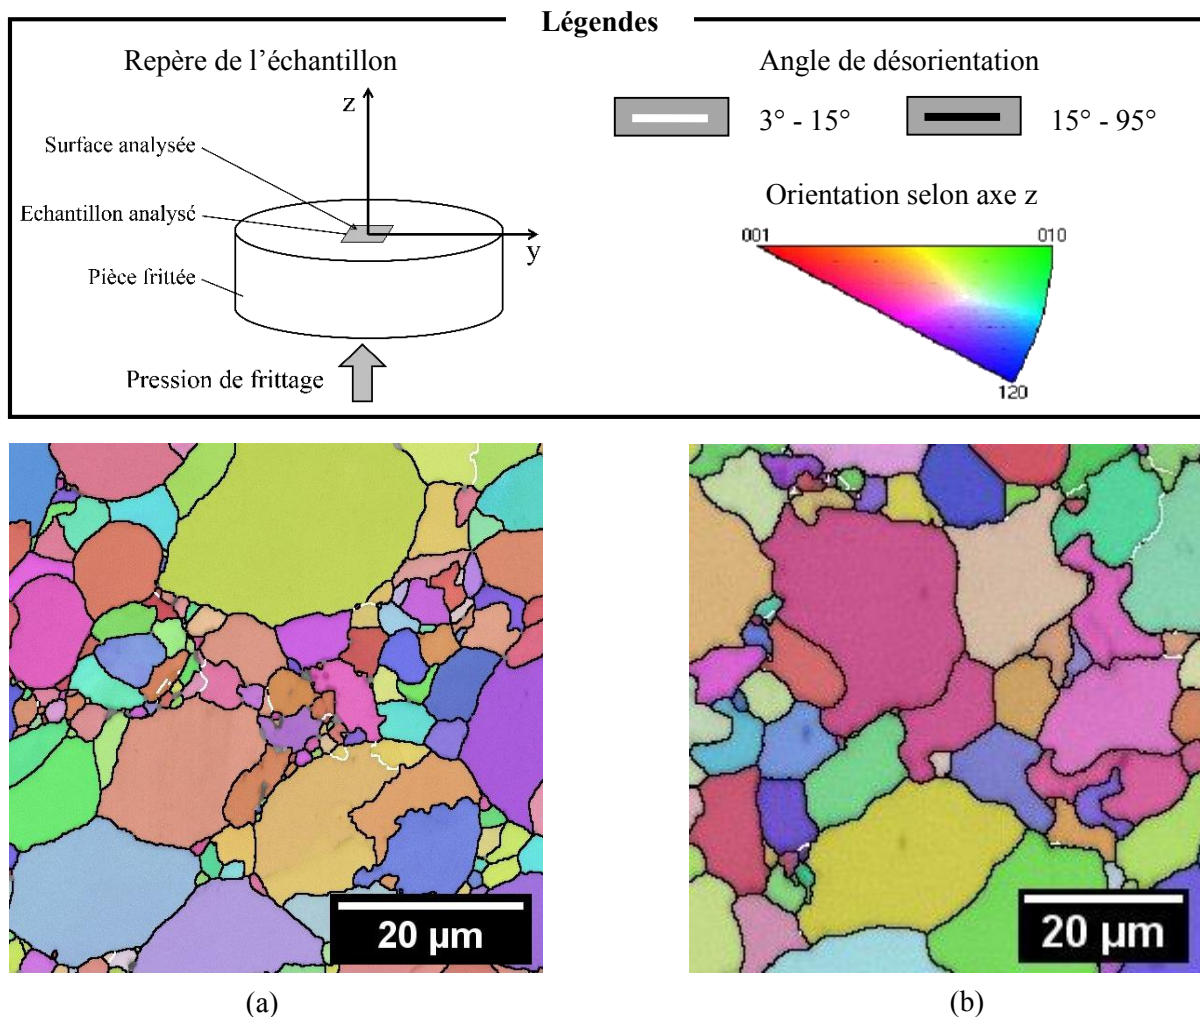 Légendes
Repère de l'échantillon
z
Surface analysée
Echantillon analysé
y
Pièce frittée
Pression de frittage
Angle de désorientation
3° - 15°
15° - 95°
Orientation selon axe z
001
010
120
20 µm
20 µm
(a)
(b)